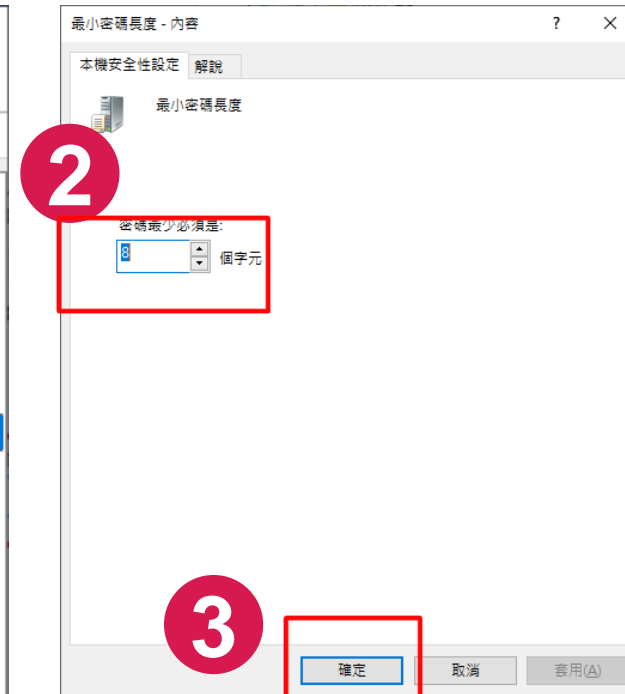 最小密碼長度 - 內容 ? ×
本機安全性設定 解說
最小密碼長度
2
密碼最少必須是:
8 個字元
3
確定 取消 套用(A)